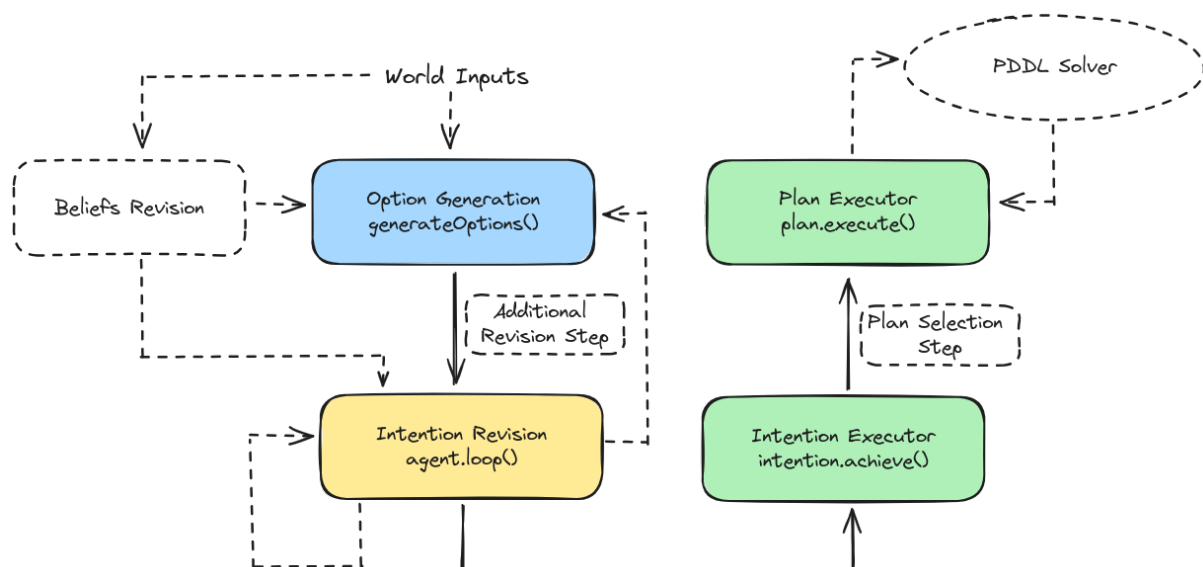 World Inputs
PDDL Solver
Beliefs Revision
Option Generation
generateOptions()
Plan Executor
plan.execute()
Additional
Revision Step
Plan Selection
Step
Intention Revision
agent.loop()
Intention Executor
intention.achieve()